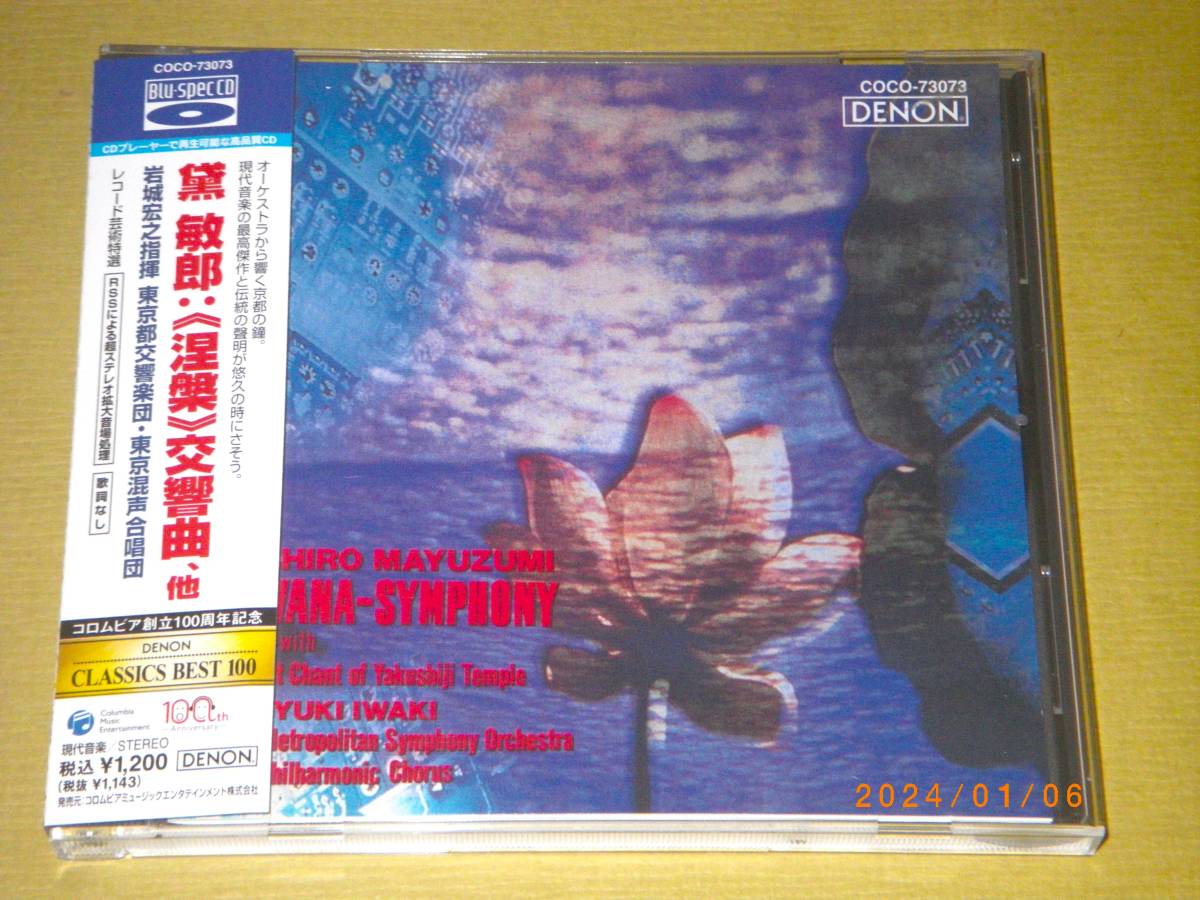 COCO-73073
Blu-spec CD
CDプレーヤーで再生可能な高品質CD
オーケストラから響く京都の鐘。
現代音楽の最高傑作と伝統の聲明が悠久の時にさそう。
黛 敏郎:《涅槃》交響曲、他
岩城宏之指揮 東京都交響楽団・東京混声合唱団
レコード芸術特選 RSSによる超ステレオ拡大音場処理 歌詞なし
コロムビア創立100周年記念
DENON
CLASSICS BEST 100
Columbia
Music
Entertainment
100th
Anniversary
現代音楽/STEREO
税込 ¥1,200
(税抜 ¥1,143)
DENON
発売元:コロムビアミュージックエンタテインメント株式会社
COCO-73073
DENON
HIRO MAYUZUMI
VANA-SYMPHONY
with
t Chant of Yakushiji Temple
YUKI IWAKI
Metropolitan Symphony Orchestra
hilharmonic Chorus
2024/01/06